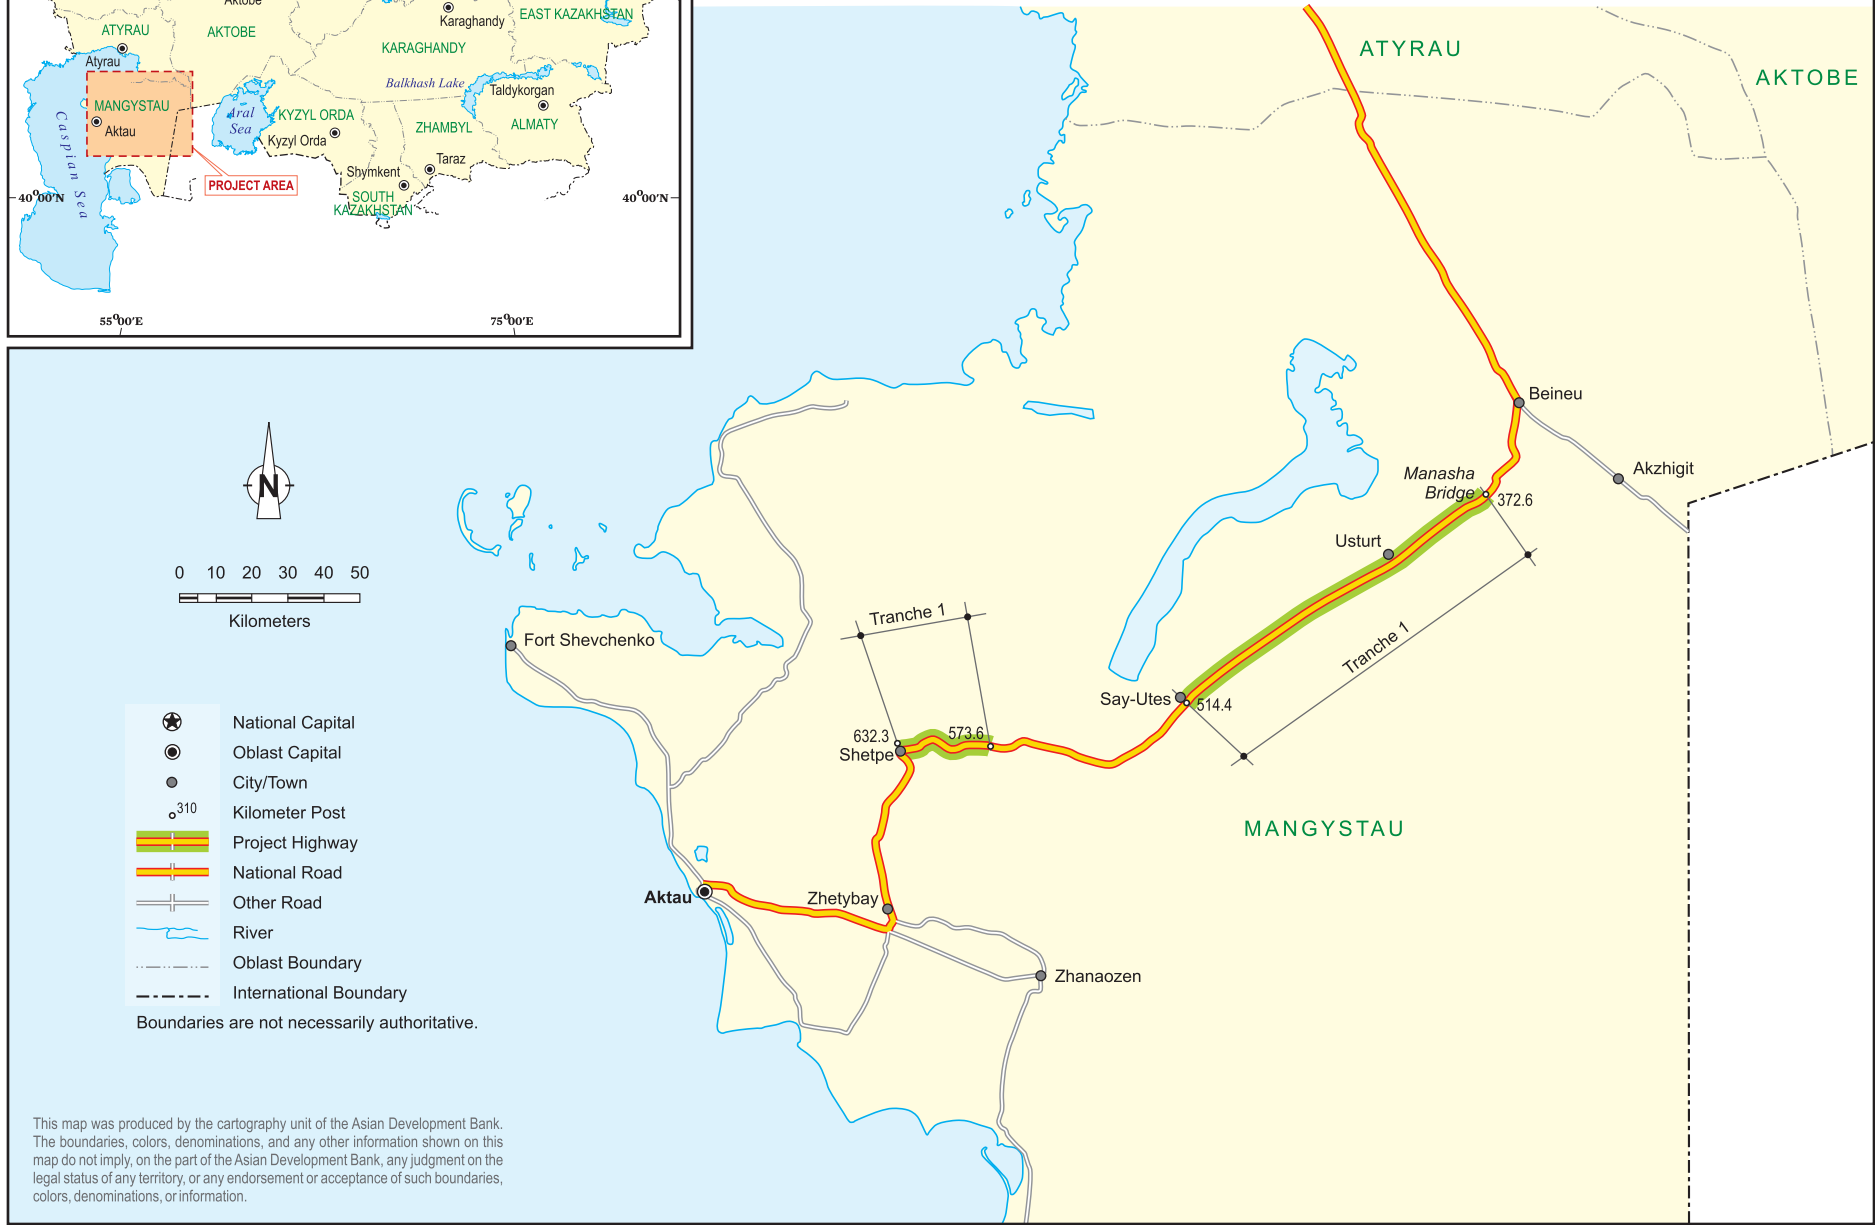 Aktobe
Karaghandy
EAST KAZAKHSTAN
ATYRAU
AKTOBE
KARAGHANDY
Atyrau
Balkhash Lake
Taldykorgan
MANGYSTAU
Aktau
Aral
Sea
KYZYL ORDA
Kyzyl Orda
ZHAMBYL
ALMATY
Caspian Sea
Taraz
Shymkent
PROJECT AREA
SOUTH
KAZAKHSTAN
40°00'N
40°00'N
55°00'E
75°00'E
ATYRAU
AKTOBE
Beineu
Akzhigit
Manasha
Bridge
372.6
Usturt
N
0 10 20 30 40 50
Kilometers
Tranche 1
Tranche 1
Fort Shevchenko
Say-Utes
514.4
632.3
573.6
Shetpe
MANGYSTAU
Aktau
Zhetybay
Zhanaozen
National Capital
Oblast Capital
City/Town
310
Kilometer Post
Project Highway
National Road
Other Road
River
Oblast Boundary
International Boundary
Boundaries are not necessarily authoritative.
This map was produced by the cartography unit of the Asian Development Bank.
The boundaries, colors, denominations, and any other information shown on this
map do not imply, on the part of the Asian Development Bank, any judgment on the
legal status of any territory, or any endorsement or acceptance of such boundaries,
colors, denominations, or information.